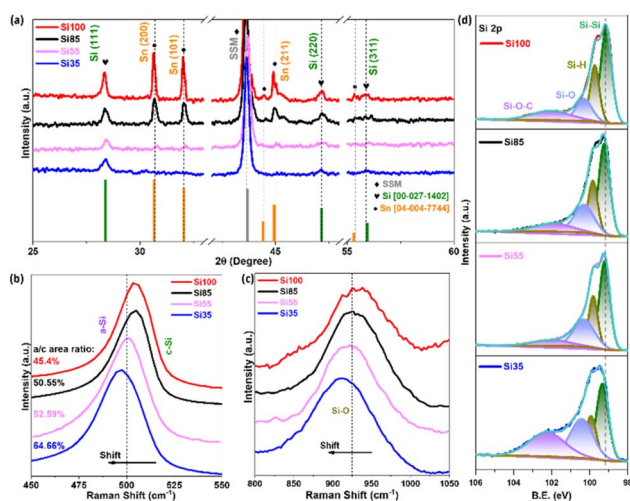 (a)
Si (111)
Sn (200)
Sn (101)
SSM
Sn (211)
Si (220)
Si (311)
Si100
Si85
Si55
Si35
Intensity (a.u.)
SSM
Si [00-027-1402]
Sn [04-004-7744]
25 30 40 45 55 60
2θ (Degree)
(b)
Si100
Si85
Si55
Si35
a-Si
c-Si
a/c area ratio:
45.4%
50.55%
52.59%
64.66%
Shift
Intensity (a.u.)
450 475 500 525 550
Raman Shift (cm⁻¹)
(c)
Si100
Si85
Si55
Si35
Si-O
Shift
Intensity (a.u.)
800 850 900 950 1000 1050
Raman Shift (cm⁻¹)
(d)
Si 2p
Si-Si
Si100
Si-H
Si-O
Si-O-C
Si85
Si55
Si35
Intensity (a.u.)
106 104 102 100 98
B.E. (eV)